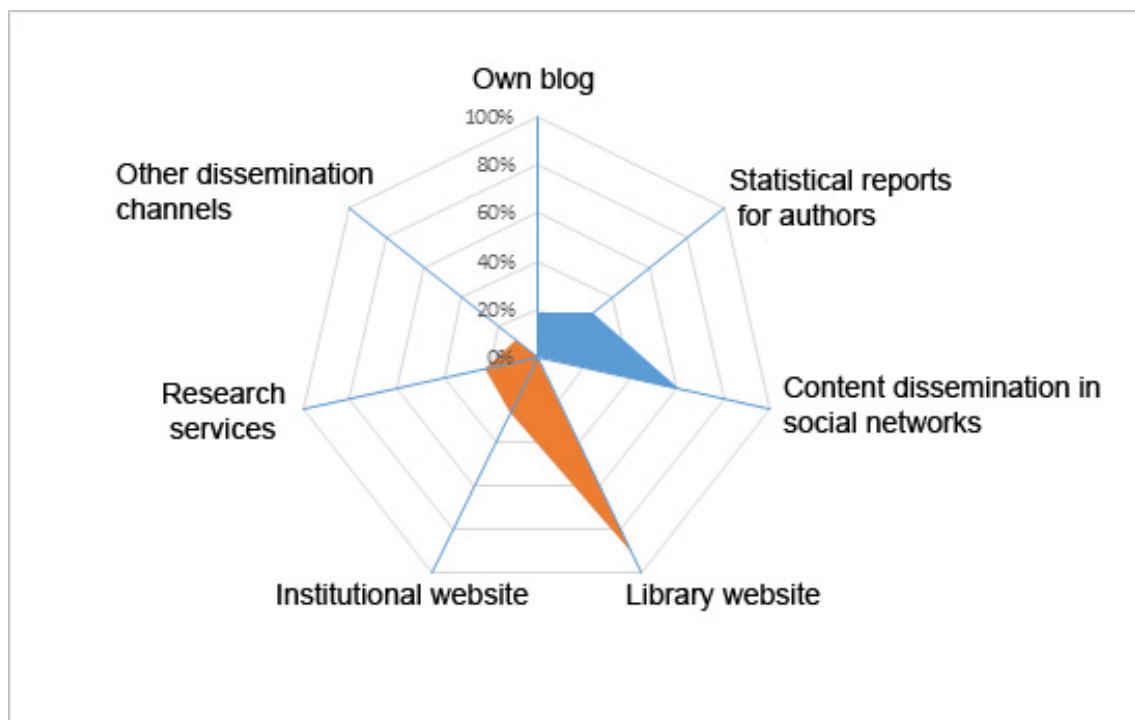 Own blog
100%
80%
60%
40%
20%
0%
Other dissemination
channels
Statistical reports
for authors
Research
services
Content dissemination in
social networks
Institutional website
Library website